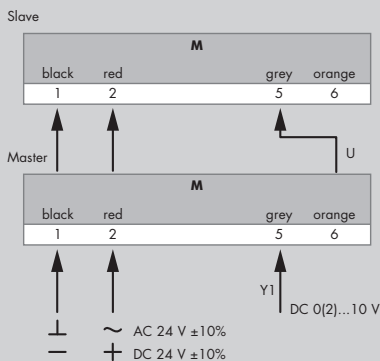 Slave
M
black red grey orange
1 2 5 6
Master
U
M
black red grey orange
1 2 5 6
Y1
DC 0(2)...10 V
⊥ ~ AC 24 V ±10%
− + DC 24 V ±10%